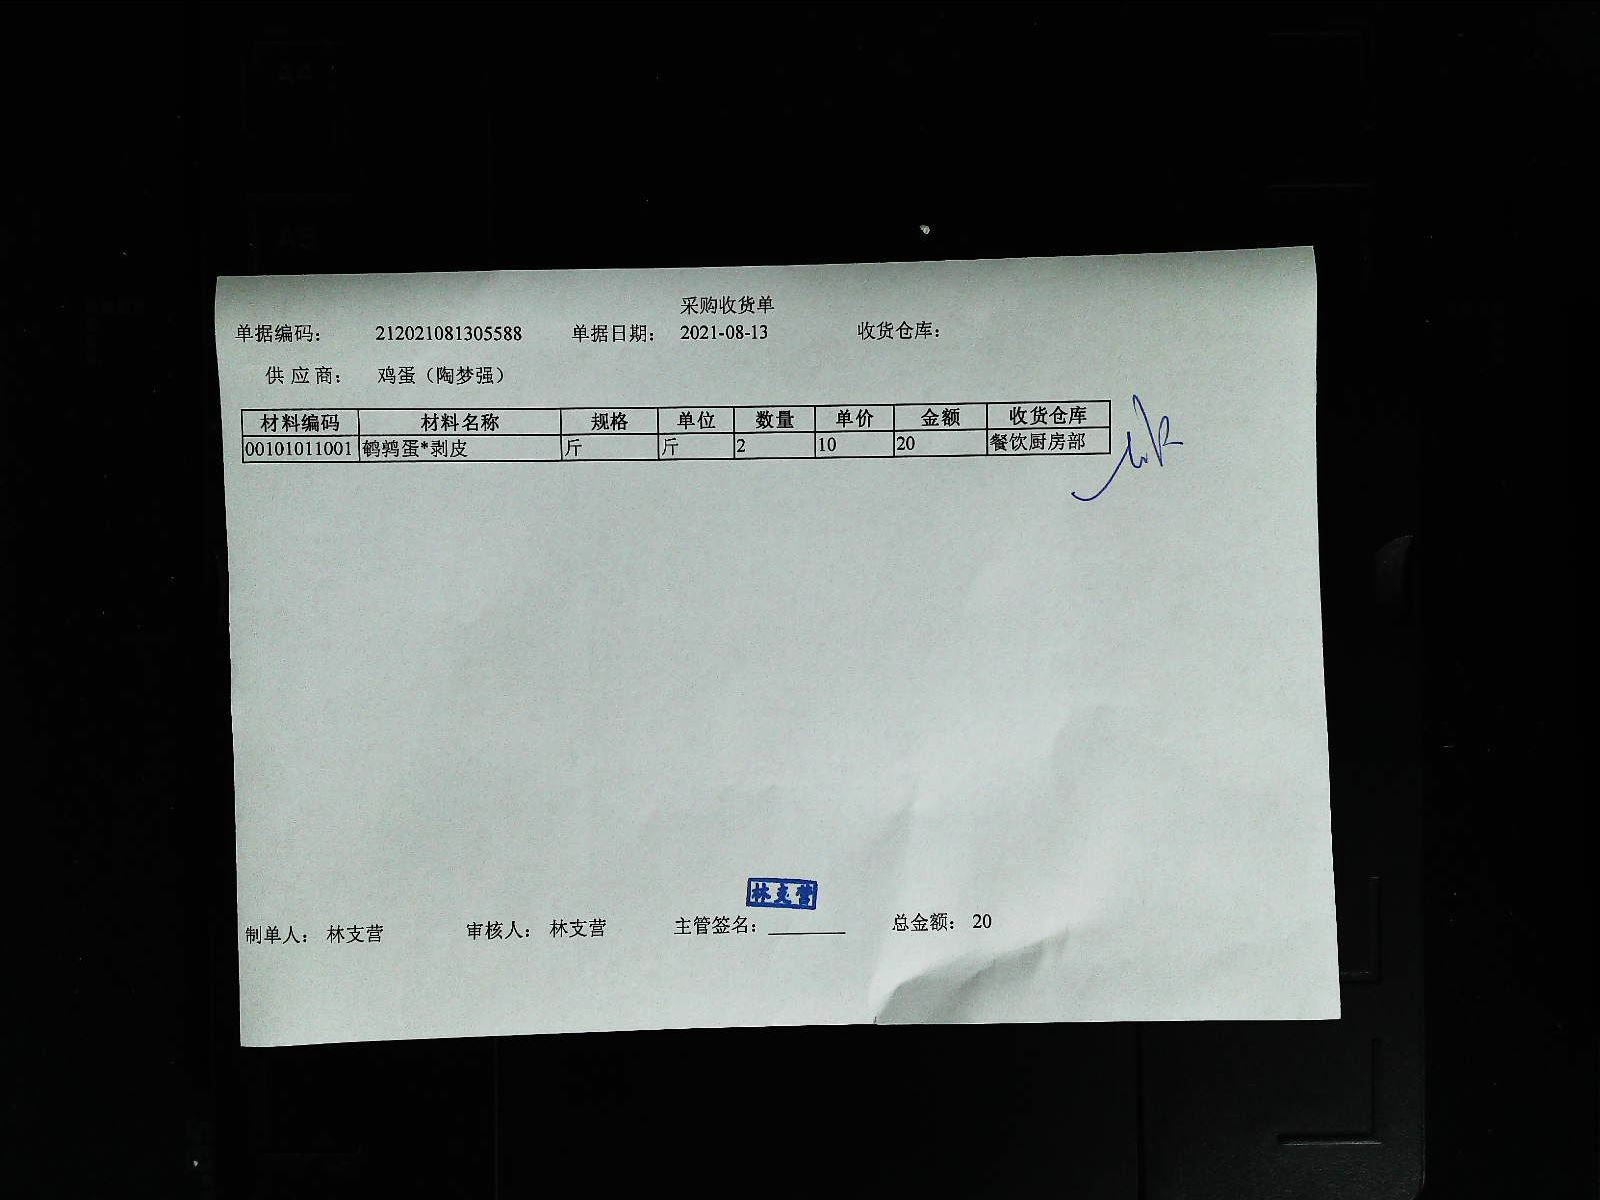 采购收货单
单据编码： 212021081305588 单据日期： 2021-08-13 收货仓库：
供应商： 鸡蛋（陶梦强）
材料编码 材料名称 规格 单位 数量 单价 金额 收货仓库
00101011001 鹌鹑蛋*剥皮 斤 斤 2 10 20 餐饮厨房部
林支营
制单人： 林支营 审核人： 林支营 主管签名： 总金额： 20